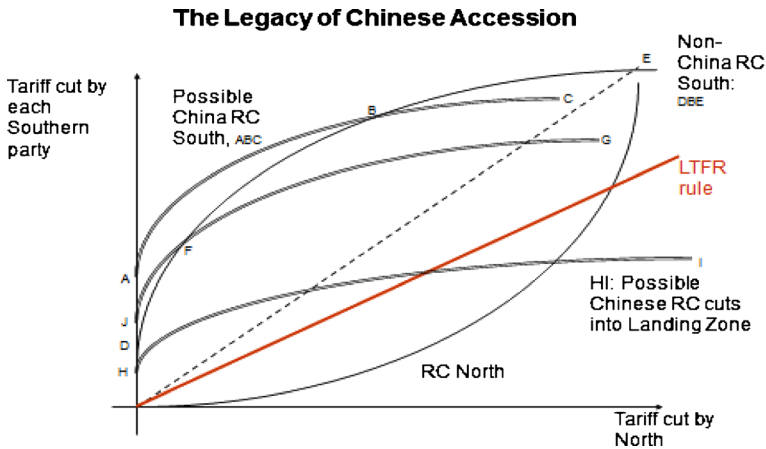 The Legacy of Chinese Accession
Tariff cut by
each
Southern
party
Possible
China RC
South, ABC
B
C
E
Non-
China RC
South:
DBE
G
LTFR
rule
F
A
J
D
H
I
HI: Possible
Chinese RC cuts
into Landing Zone
RC North
Tariff cut by
North